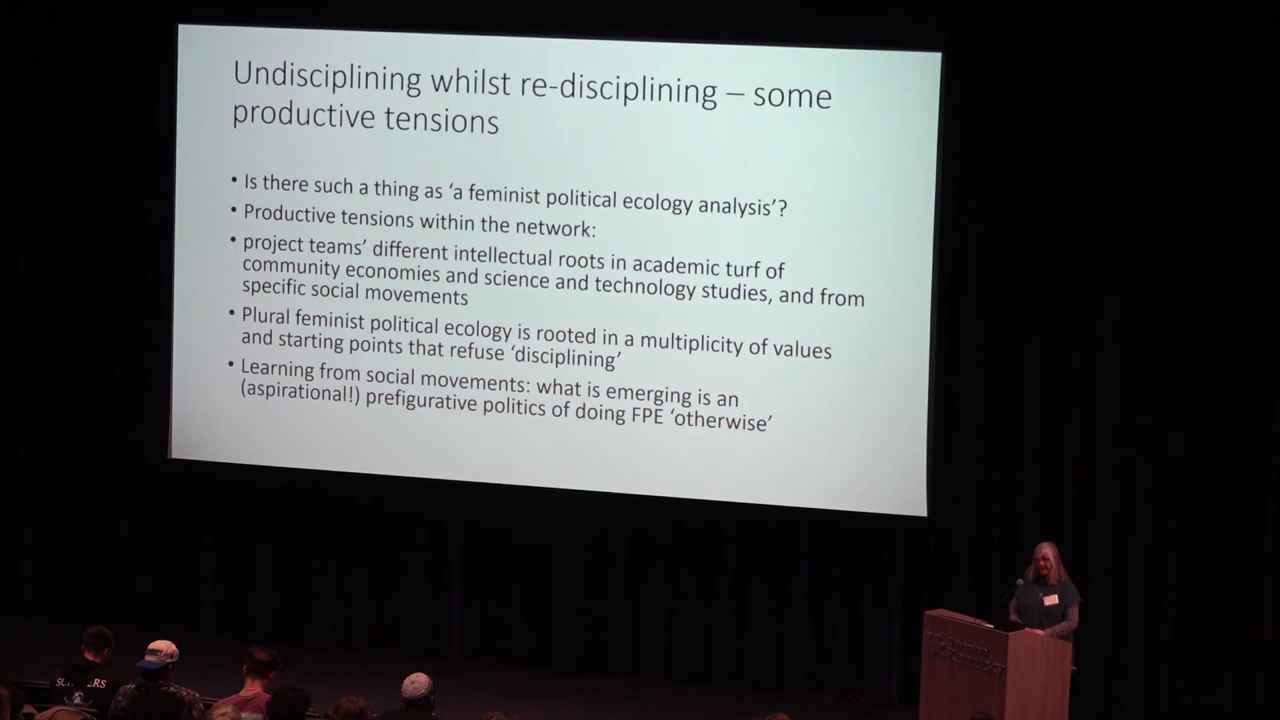 Undisciplining whilst re-disciplining – some
productive tensions
• Is there such a thing as ‘a feminist political ecology analysis’?
• Productive tensions within the network:
• project teams’ different intellectual roots in academic turf of
community economies and science and technology studies, and from
specific social movements
• Plural feminist political ecology is rooted in a multiplicity of values
and starting points that refuse ‘disciplining’
• Learning from social movements: what is emerging is an
(aspirational!) prefigurative politics of doing FPE ‘otherwise’